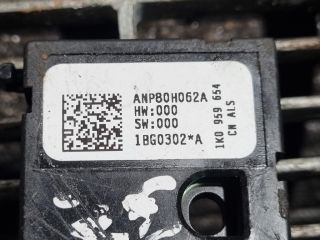 ANP80H062A
HW:000
SW:000
1BG0302*A
1K0 959 654
CN ALS